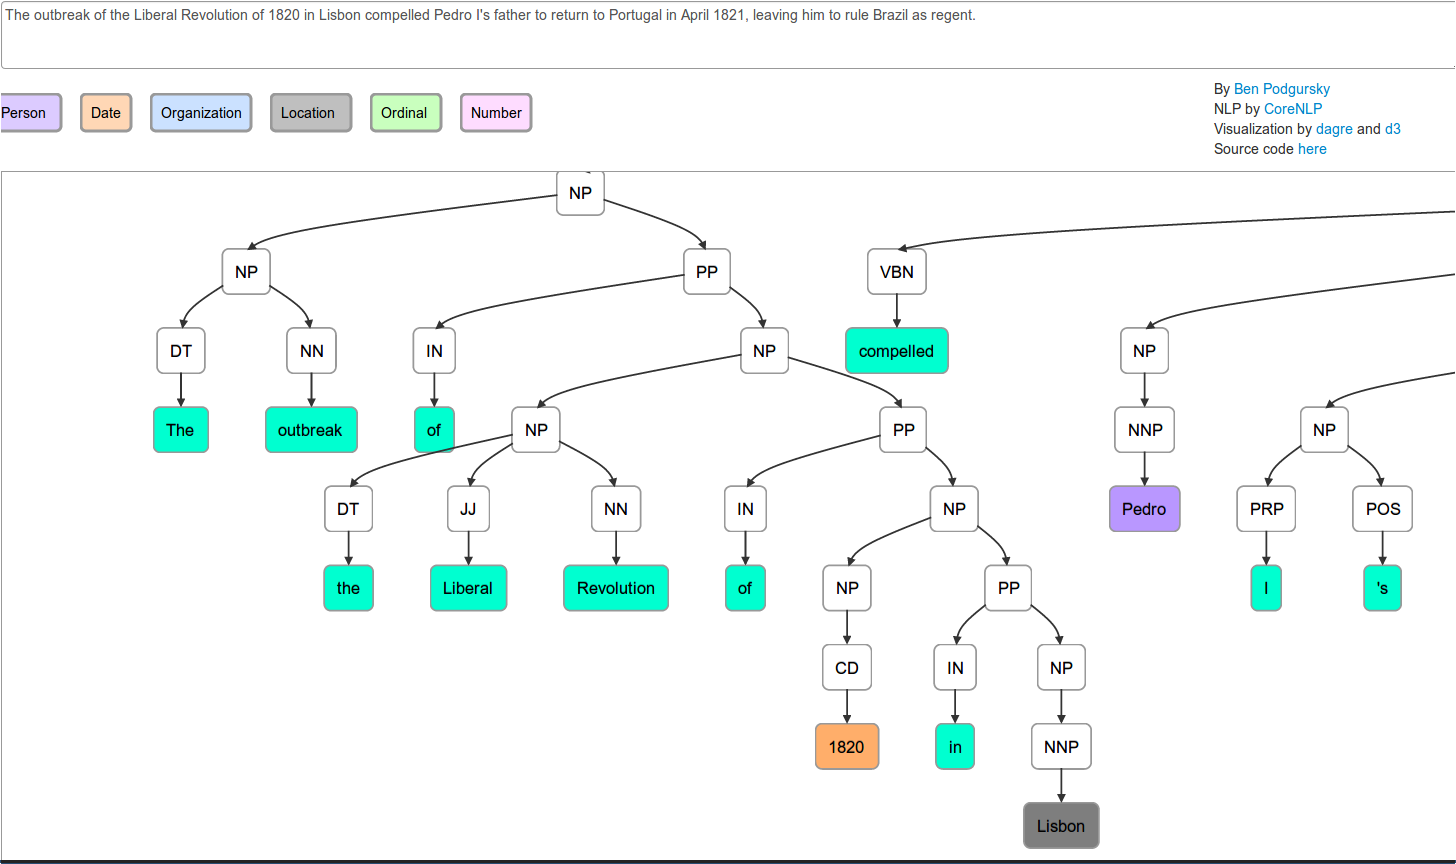 The outbreak of the Liberal Revolution of 1820 in Lisbon compelled Pedro I's father to return to Portugal in April 1821, leaving him to rule Brazil as regent.
Person Date Organization Location Ordinal Number
By Ben Podgursky
NLP by CoreNLP
Visualization by dagre and d3
Source code here
NP
NP PP VBN
DT NN IN NP compelled NP
The outbreak of NP PP NNP NP
DT JJ NN IN NP Pedro PRP POS
the Liberal Revolution of NP PP I 's
CD IN NP
1820 in NNP
Lisbon